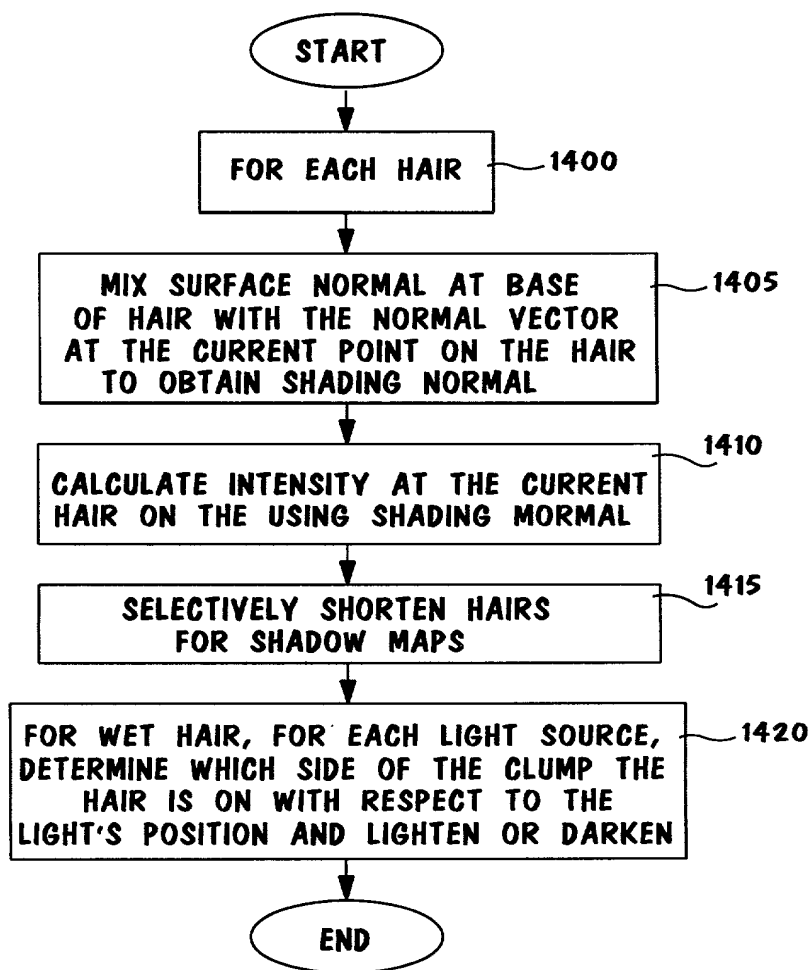 START
FOR EACH HAIR
1400
MIX SURFACE NORMAL AT BASE
OF HAIR WITH THE NORMAL VECTOR
AT THE CURRENT POINT ON THE HAIR
TO OBTAIN SHADING NORMAL
1405
CALCULATE INTENSITY AT THE CURRENT
HAIR ON THE USING SHADING MORMAL
1410
SELECTIVELY SHORTEN HAIRS
FOR SHADOW MAPS
1415
FOR WET HAIR, FOR EACH LIGHT SOURCE,
DETERMINE WHICH SIDE OF THE CLUMP THE
HAIR IS ON WITH RESPECT TO THE
LIGHT'S POSITION AND LIGHTEN OR DARKEN
1420
END